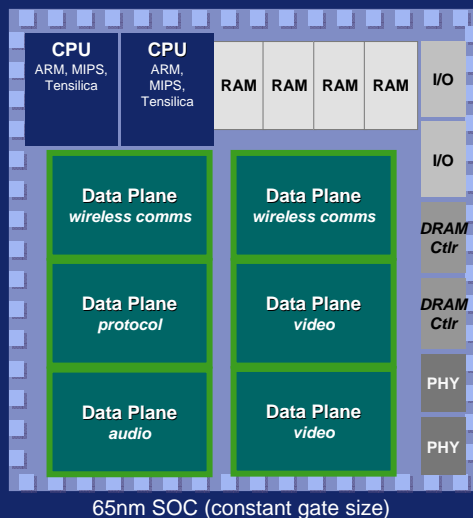 CPU
ARM, MIPS,
Tensilica
CPU
ARM,
MIPS,
Tensilica
RAM
RAM
RAM
RAM
I/O
I/O
DRAM
Ctlr
DRAM
Ctlr
PHY
PHY
Data Plane
wireless comms
Data Plane
protocol
Data Plane
audio
Data Plane
wireless comms
Data Plane
video
Data Plane
video
65nm SOC (constant gate size)